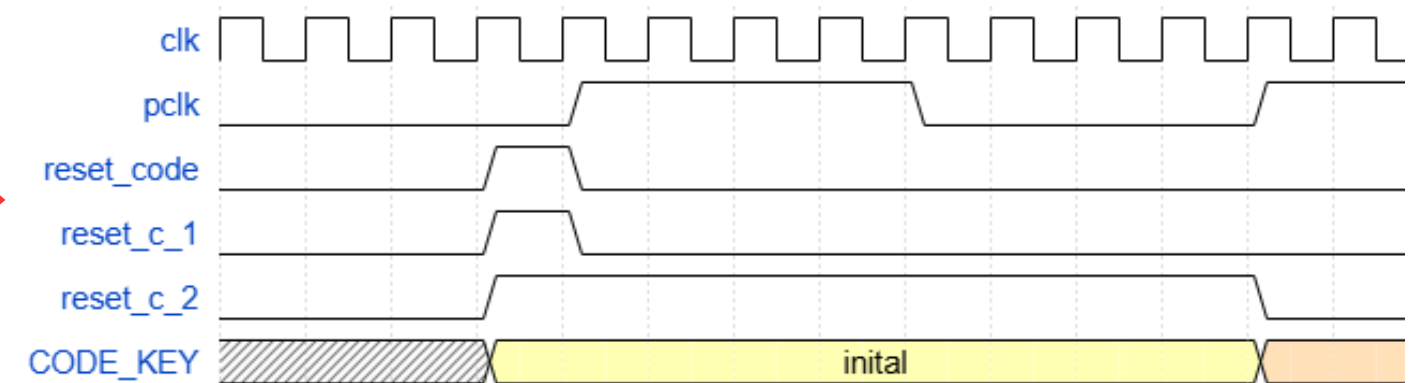 clk
pclk
reset_code
reset_c_1
reset_c_2
CODE_KEY inital